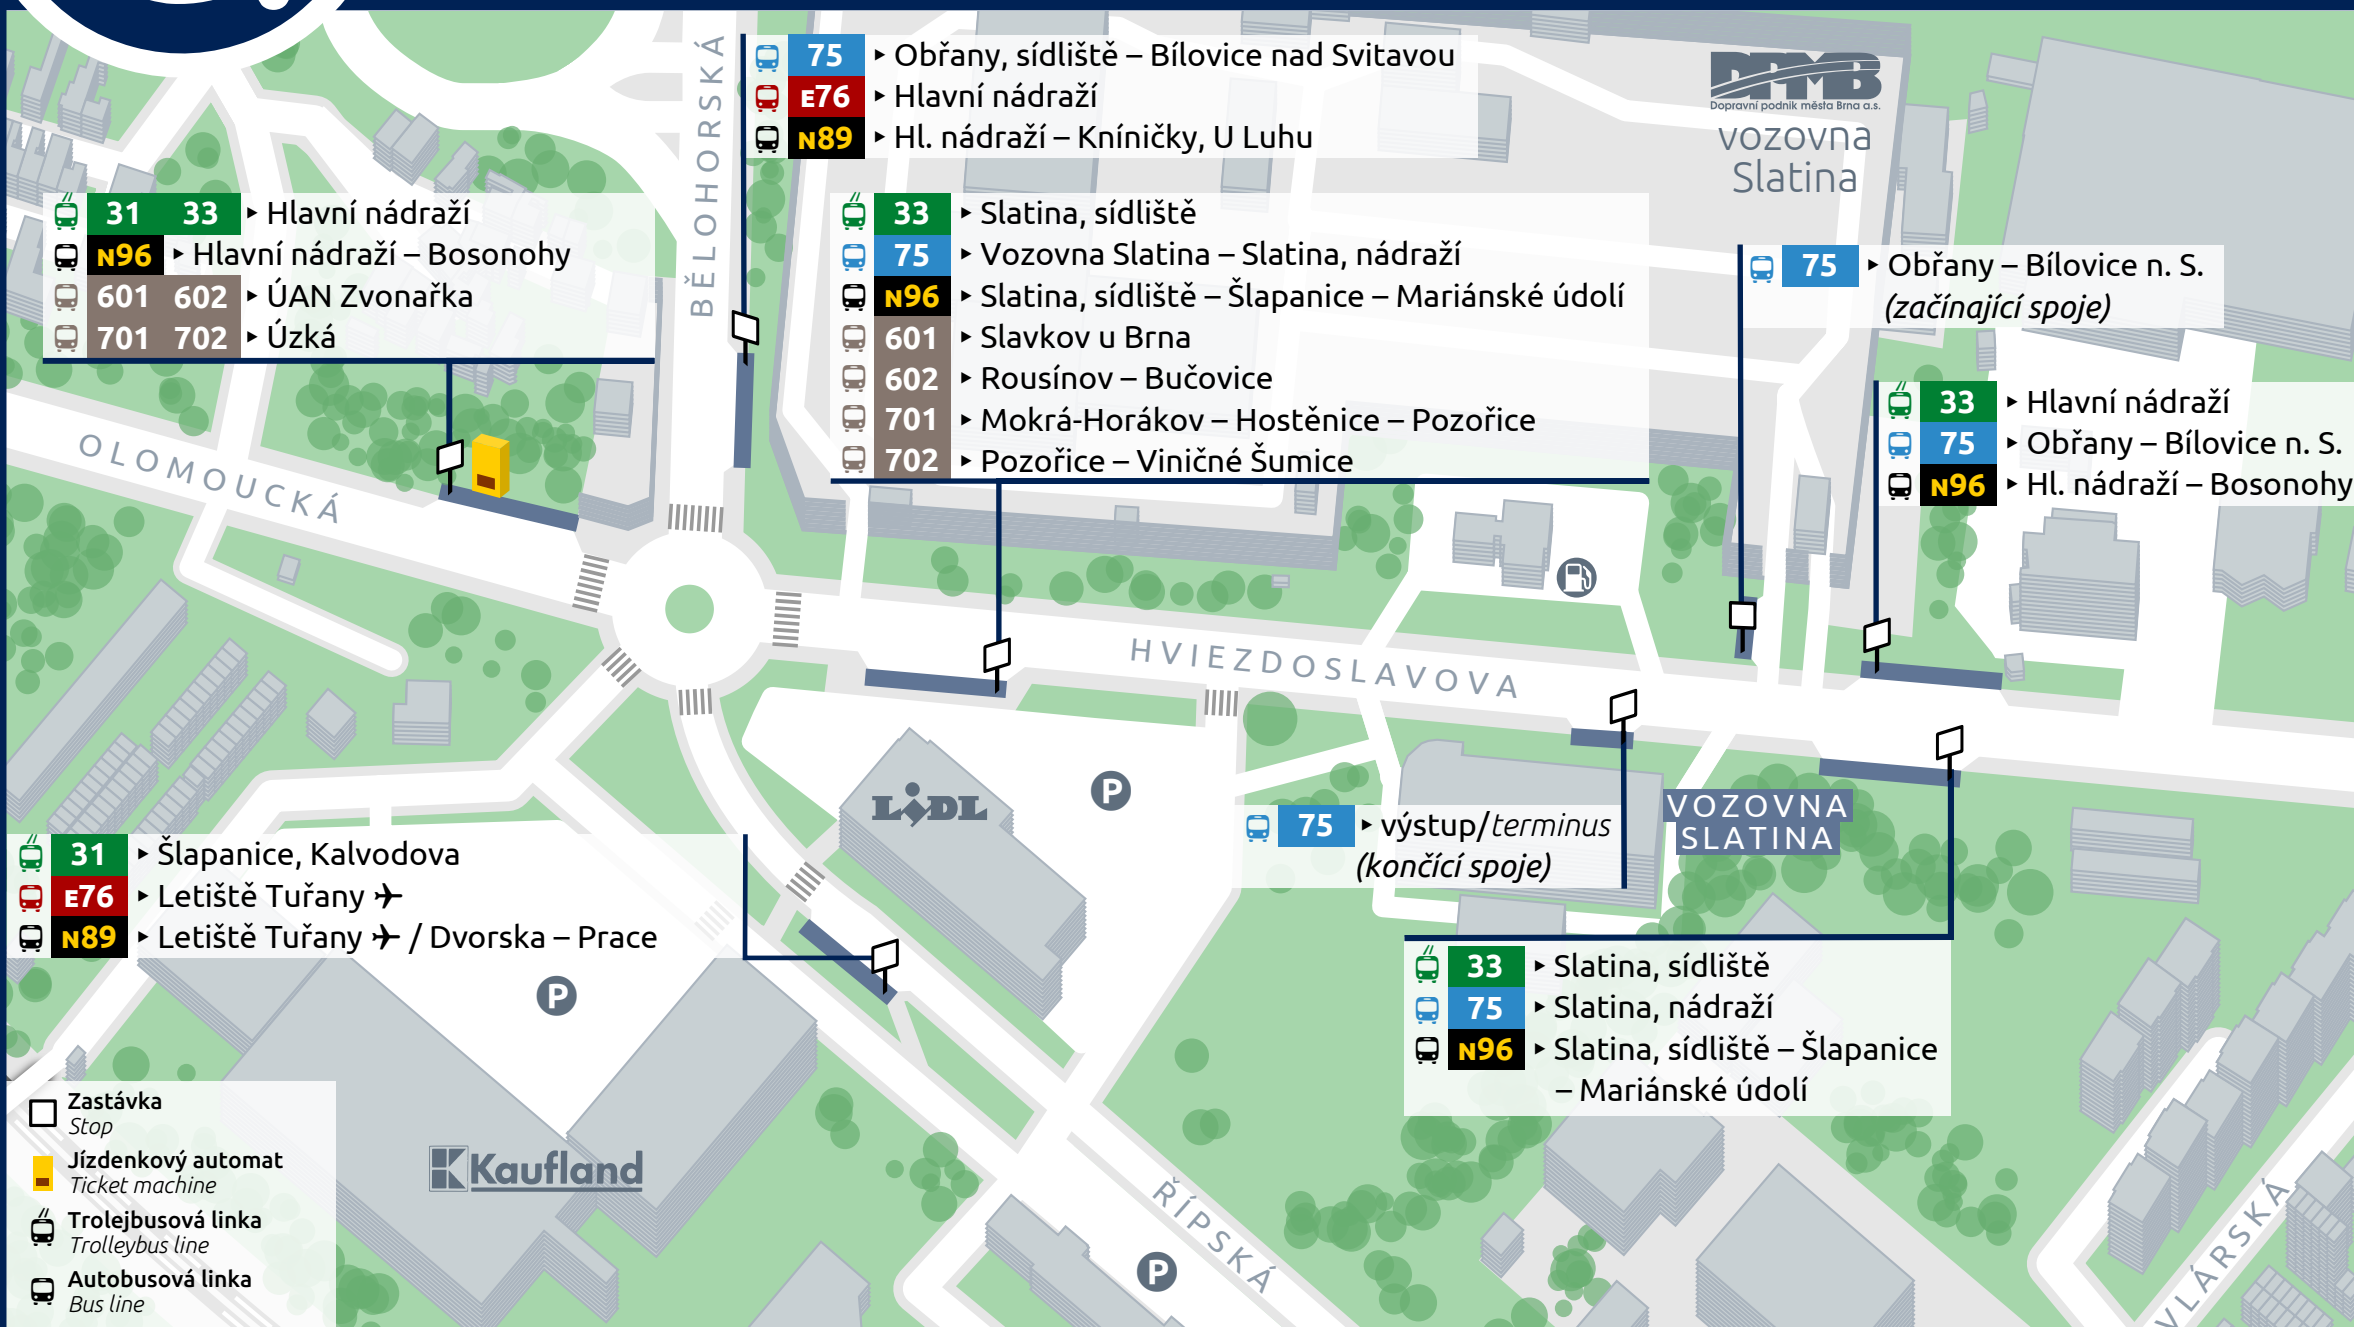 BĚLOHORSKÁ
75 ▸ Obřany, sídliště – Bílovice nad Svitavou
E76 ▸ Hlavní nádraží
N89 ▸ Hl. nádraží – Kníničky, U Luhu
DPMB
Dopravní podnik města Brna a.s.
vozovna
Slatina
31 33 ▸ Hlavní nádraží
N96 ▸ Hlavní nádraží – Bosonohy
601 602 ▸ ÚAN Zvonařka
701 702 ▸ Úzká
33 ▸ Slatina, sídliště
75 ▸ Vozovna Slatina – Slatina, nádraží
N96 ▸ Slatina, sídliště – Šlapanice – Mariánské údolí
601 ▸ Slavkov u Brna
602 ▸ Rousínov – Bučovice
701 ▸ Mokrá-Horákov – Hostěnice – Pozořice
702 ▸ Pozořice – Viničné Šumice
75 ▸ Obřany – Bílovice n. S.
(začínající spoje)
33 ▸ Hlavní nádraží
75 ▸ Obřany – Bílovice n. S.
N96 ▸ Hl. nádraží – Bosonohy
OLOMOUCKÁ
HVIEZDOSLAVOVA
LIDL
P
75 ▸ výstup/terminus
(končící spoje)
VOZOVNA
SLATINA
31 ▸ Šlapanice, Kalvodova
E76 ▸ Letiště Tuřany ✈
N89 ▸ Letiště Tuřany ✈ / Dvorska – Prace
P
33 ▸ Slatina, sídliště
75 ▸ Slatina, nádraží
N96 ▸ Slatina, sídliště – Šlapanice
– Mariánské údolí
Kaufland
ŘÍPSKÁ
P
VLÁRSKÁ
Zastávka
Stop
Jízdenkový automat
Ticket machine
Trolejbusová linka
Trolleybus line
Autobusová linka
Bus line